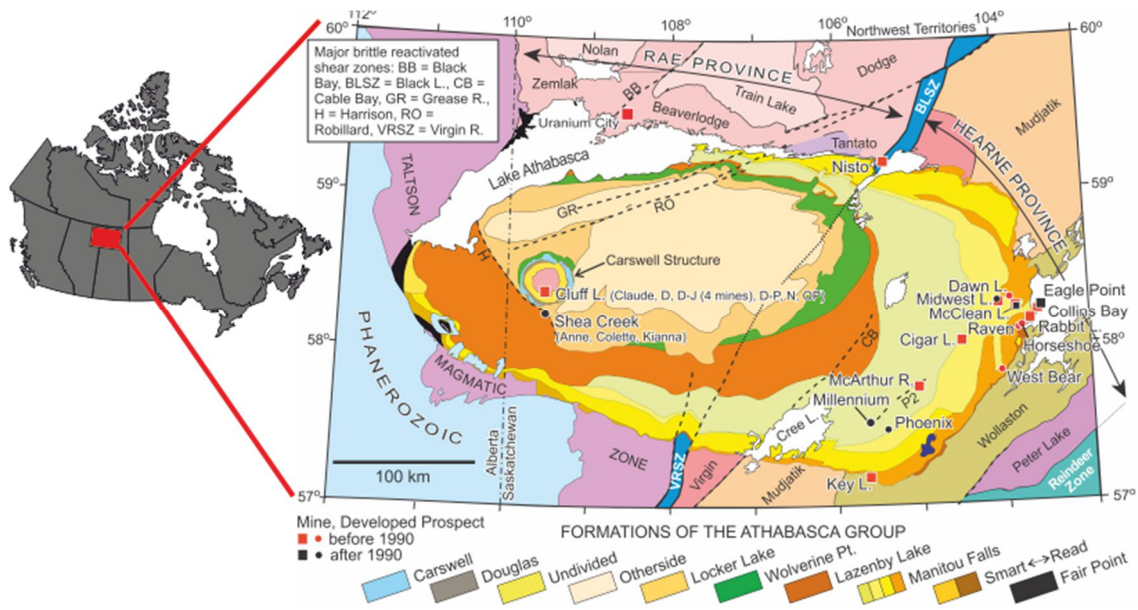 112°
110°
108°
106°
104°
60°
60°
Northwest Territories
Major brittle reactivated
shear zones: BB = Black
Bay, BLSZ = Black L., CB =
Cable Bay, GR = Grease R.,
H = Harrison, RO =
Robillard, VRSZ = Virgin R.
Nolan
RAE PROVINCE
Dodge
Zemlak
BB
Train Lake
BLSZ
Mudjatik
Uranium City
Beaverlodge
HEARNE PROVINCE
Tantato
TALTSON
Lake Athabasca
Nisto
59°
59°
GR
RO
H
Carswell Structure
Cluff L. (Claude, D, D-J (4 mines), D-P, N, OP)
Shea Creek
(Anne, Colette, Kianna)
Dawn L.
Midwest L.
McClean L.
Raven
Eagle Point
Collins Bay
Rabbit L.
Horseshoe
58°
58°
Cigar L.
CB
West Bear
PHANEROZOIC
MAGMATIC
McArthur R.
Millennium
P2
Phoenix
Cree L.
Wollaston
Alberta
Saskatchewan
ZONE
VRSZ
Virgin
Mudjatik
Key L.
Peter Lake
Reindeer
Zone
100 km
57°
57°
Mine, Developed Prospect
before 1990
after 1990
FORMATIONS OF THE ATHABASCA GROUP
Carswell
Douglas
Undivided
Otherside
Locker Lake
Wolverine Pt.
Lazenby Lake
Manitou Falls
Smart ↔ Read
Fair Point